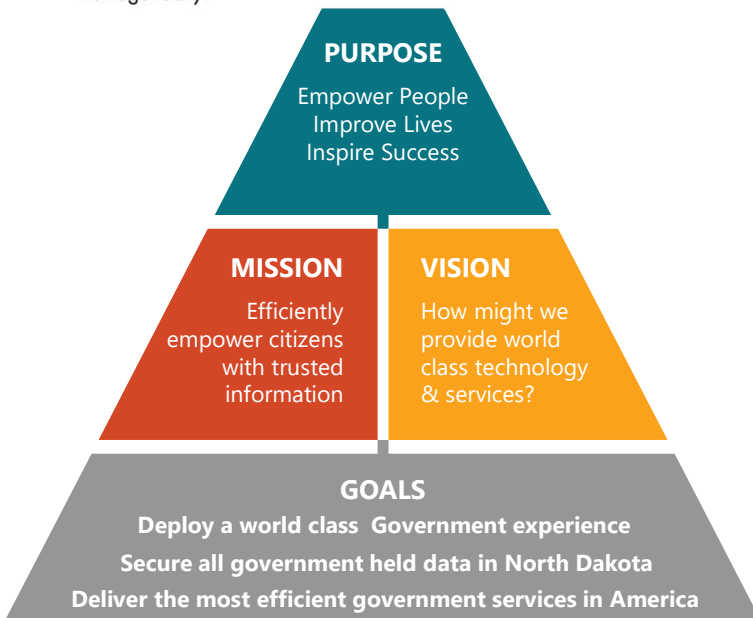 PURPOSE
Empower People
Improve Lives
Inspire Success
MISSION
Efficiently
empower citizens
with trusted
information
VISION
How might we
provide world
class technology
& services?
GOALS
Deploy a world class  Government experience
Secure all government held data in North Dakota
Deliver the most efficient government services in America